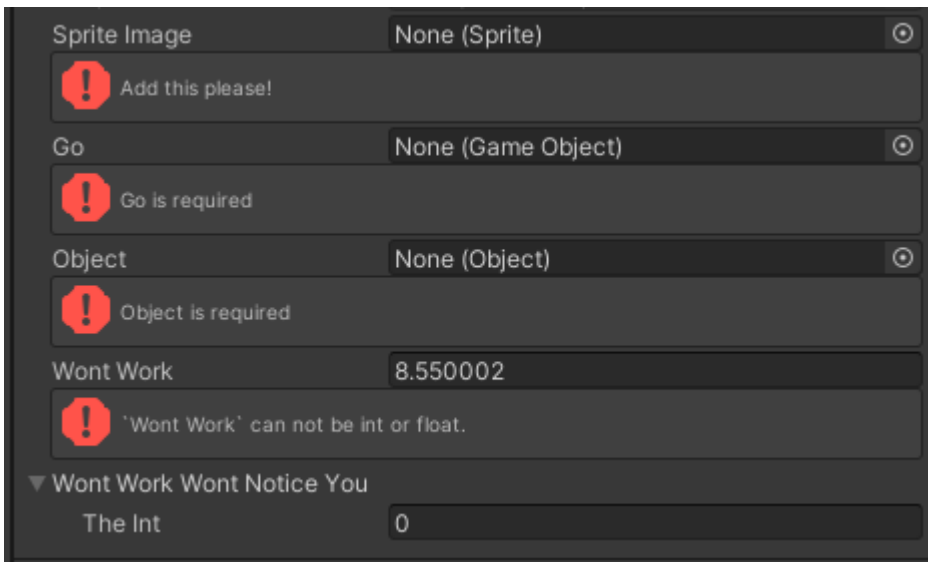 Sprite Image None (Sprite)
Add this please!
Go None (Game Object)
Go is required
Object None (Object)
Object is required
Wont Work 8.550002
`Wont Work` can not be int or float.
Wont Work Wont Notice You
The Int 0